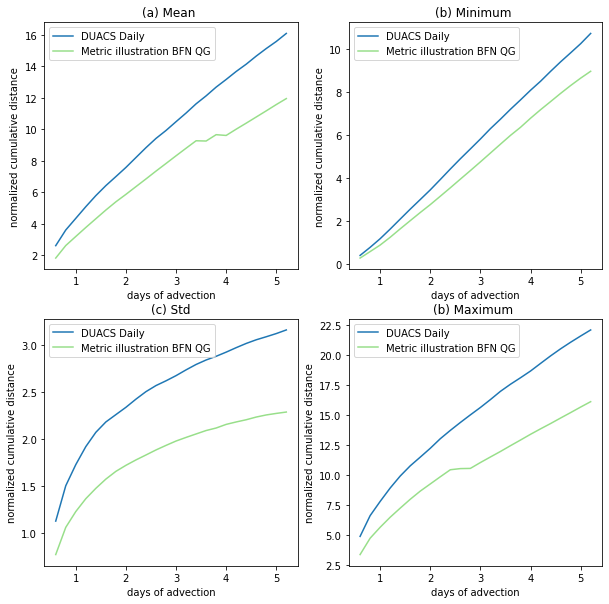 (a) Mean
DUACS Daily
Metric illustration BFN QG
normalized cumulative distance
16
14
12
10
8
6
4
2
1 2 3 4 5
days of advection
(b) Minimum
DUACS Daily
Metric illustration BFN QG
normalized cumulative distance
10
8
6
4
2
0
1 2 3 4 5
days of advection
(c) Std
DUACS Daily
Metric illustration BFN QG
normalized cumulative distance
3.0
2.5
2.0
1.5
1.0
1 2 3 4 5
days of advection
(b) Maximum
DUACS Daily
Metric illustration BFN QG
normalized cumulative distance
22.5
20.0
17.5
15.0
12.5
10.0
7.5
5.0
2.5
1 2 3 4 5
days of advection